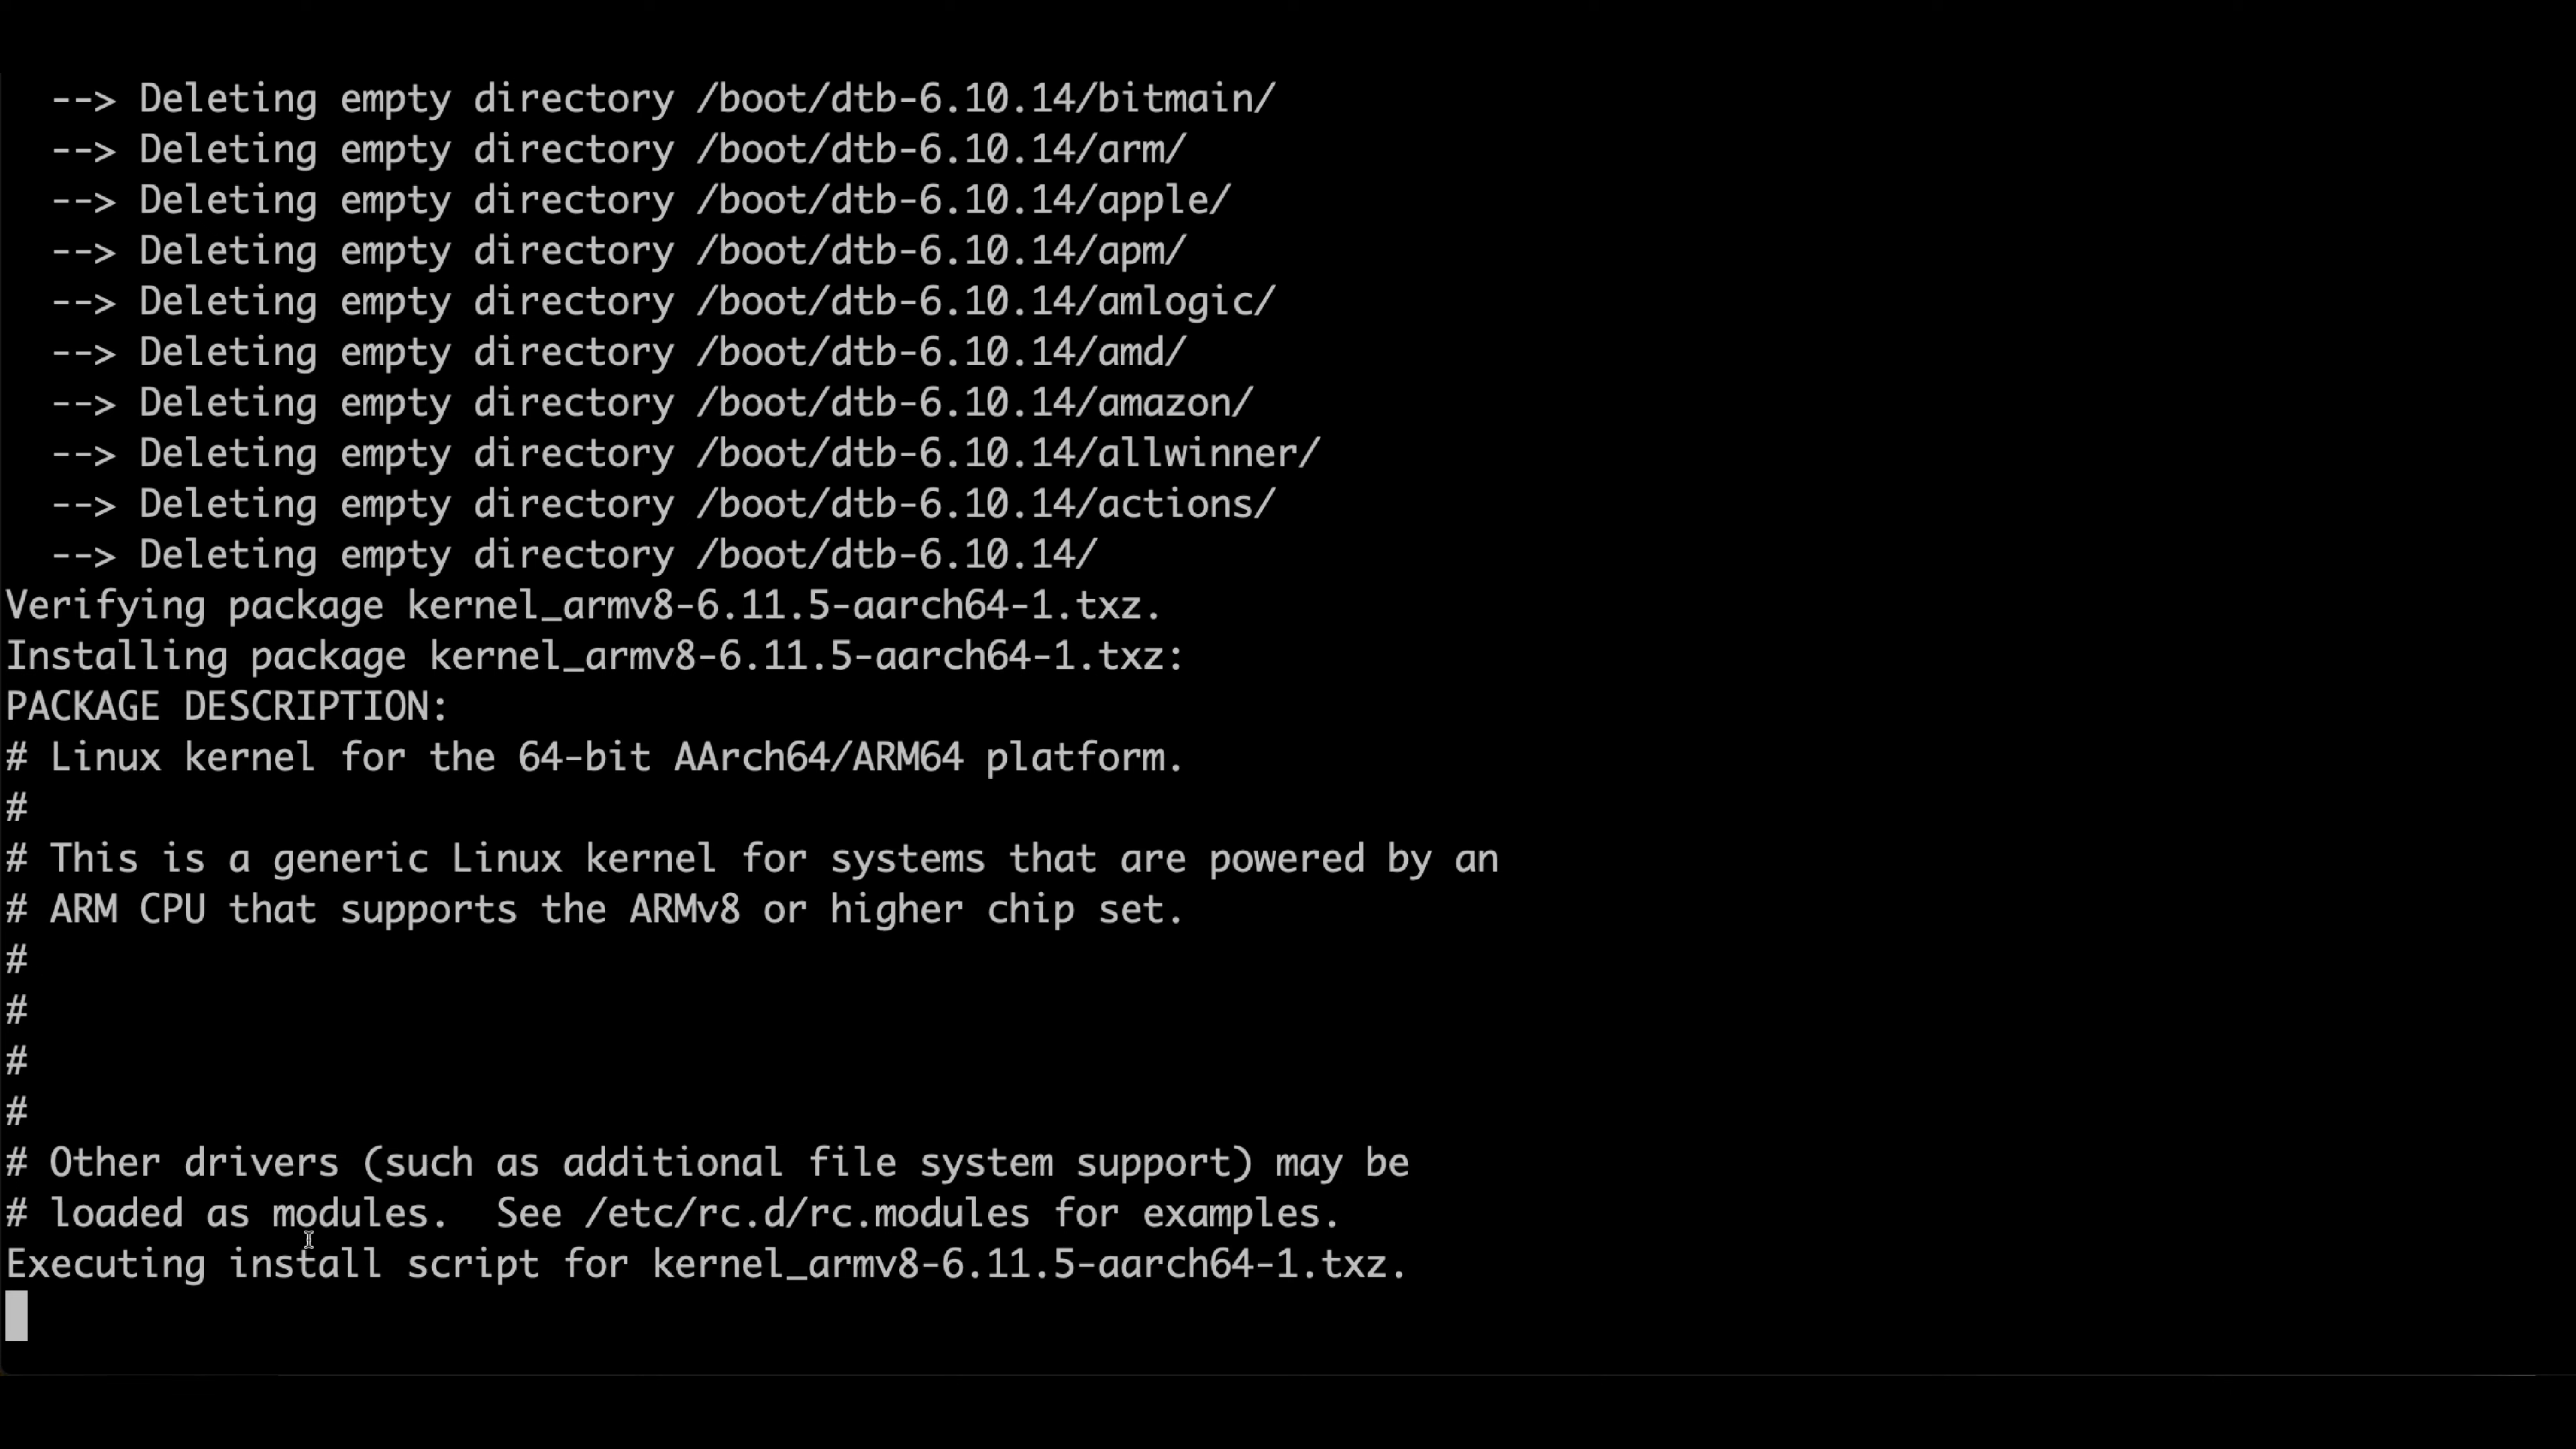 --> Deleting empty directory /boot/dtb-6.10.14/bitmain/
--> Deleting empty directory /boot/dtb-6.10.14/arm/
--> Deleting empty directory /boot/dtb-6.10.14/apple/
--> Deleting empty directory /boot/dtb-6.10.14/apm/
--> Deleting empty directory /boot/dtb-6.10.14/amlogic/
--> Deleting empty directory /boot/dtb-6.10.14/amd/
--> Deleting empty directory /boot/dtb-6.10.14/amazon/
--> Deleting empty directory /boot/dtb-6.10.14/allwinner/
--> Deleting empty directory /boot/dtb-6.10.14/actions/
--> Deleting empty directory /boot/dtb-6.10.14/
Verifying package kernel_armv8-6.11.5-aarch64-1.txz.
Installing package kernel_armv8-6.11.5-aarch64-1.txz:
PACKAGE DESCRIPTION:
# Linux kernel for the 64-bit AArch64/ARM64 platform.
#
# This is a generic Linux kernel for systems that are powered by an
# ARM CPU that supports the ARMv8 or higher chip set.
#
#
#
#
# Other drivers (such as additional file system support) may be
# loaded as modules.  See /etc/rc.d/rc.modules for examples.
Executing install script for kernel_armv8-6.11.5-aarch64-1.txz.